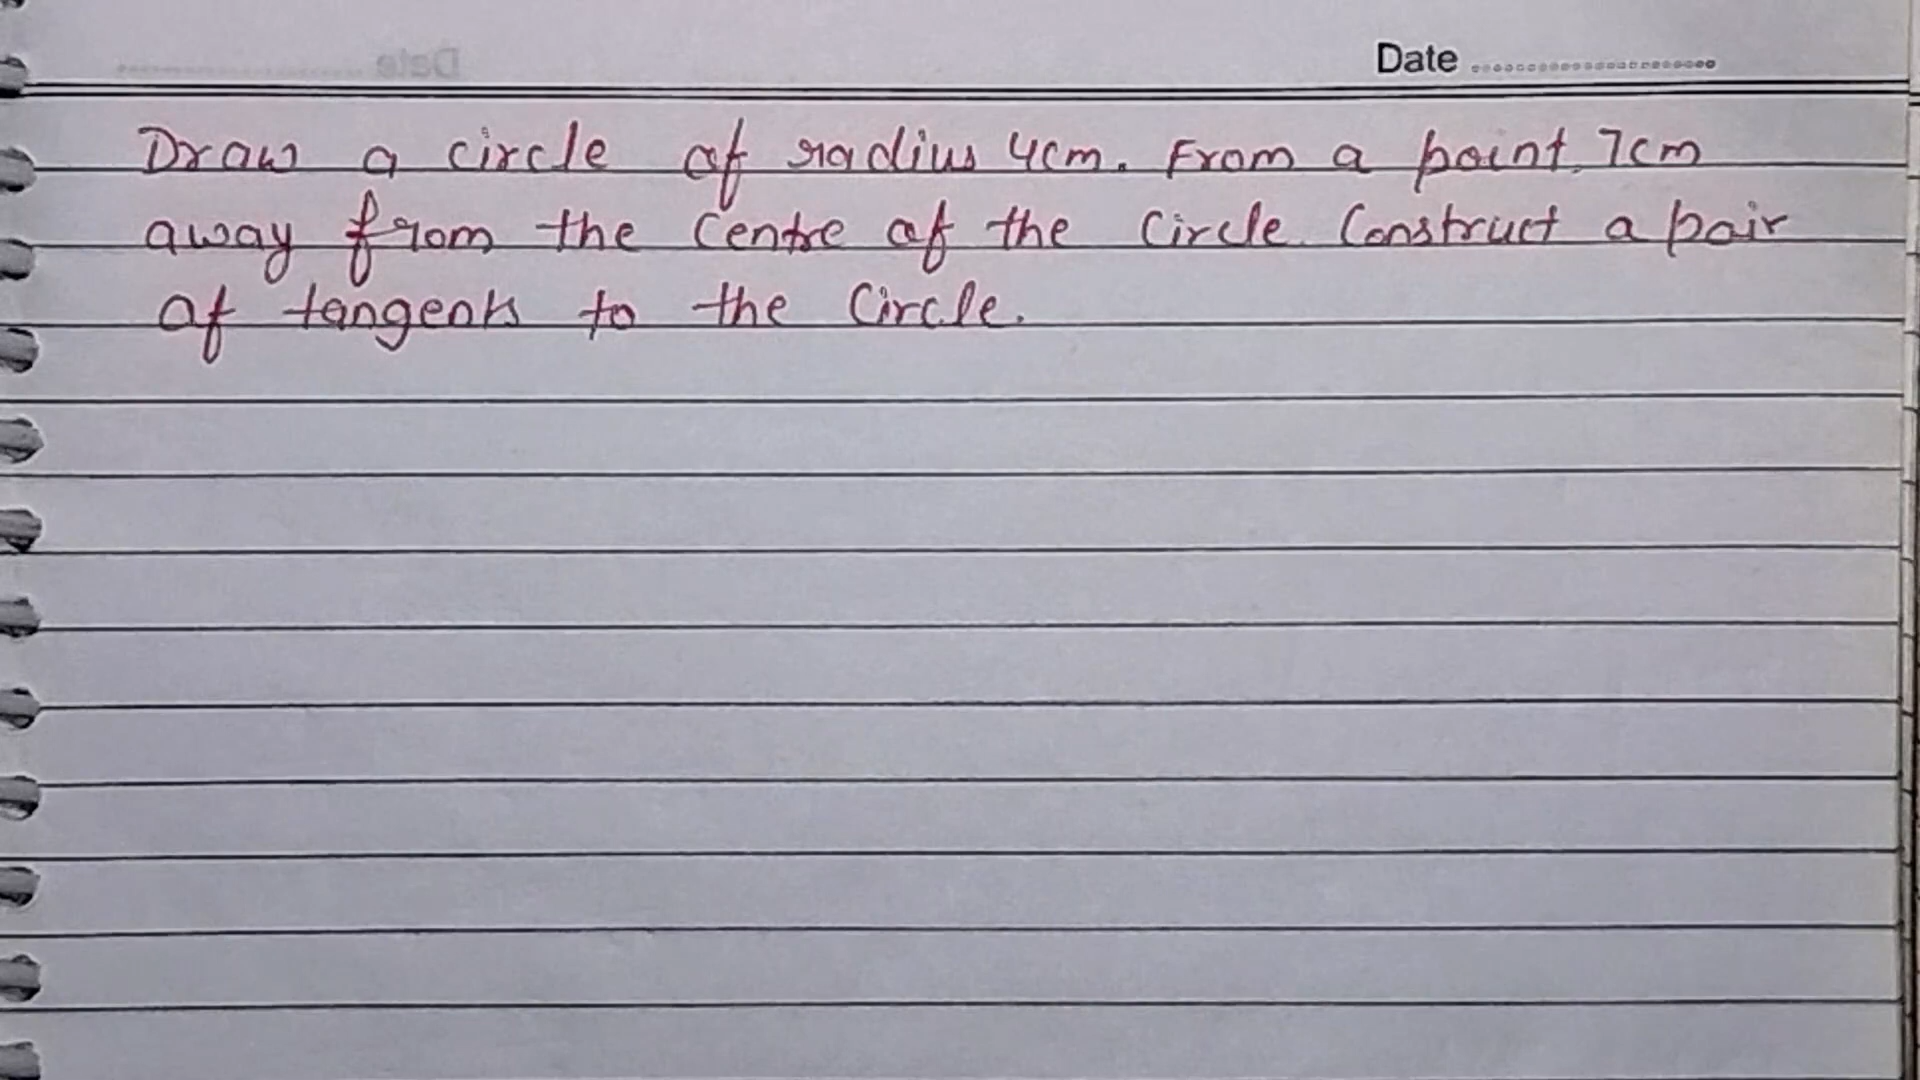 Date ........................
Draw a circle of radius 4cm. From a point 7cm
away from the Centre of the Circle. Construct a pair
of tangents to the Circle.